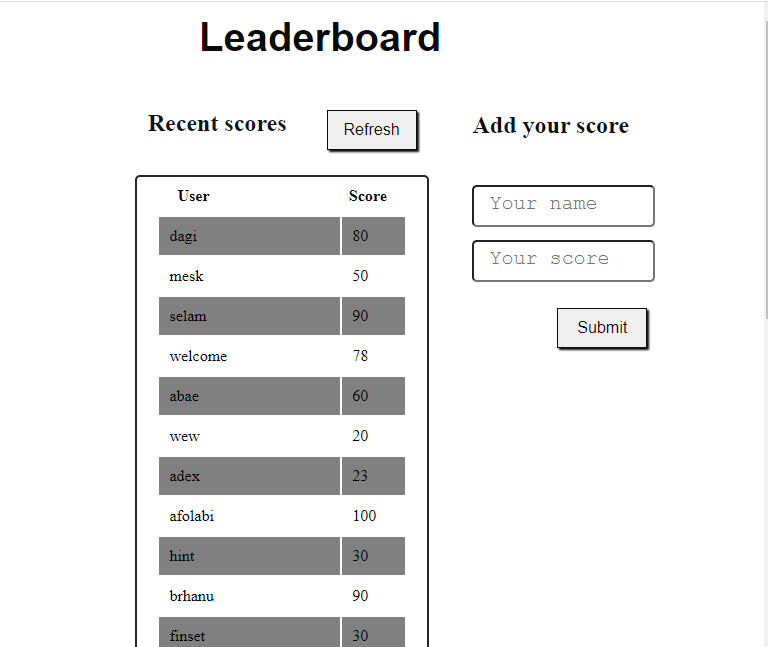 Leaderboard
Recent scores
Refresh
User Score
dagi 80
mesk 50
selam 90
welcome 78
abae 60
wew 20
adex 23
afolabi 100
hint 30
brhanu 90
finset 30
Add your score
Your name
Your score
Submit